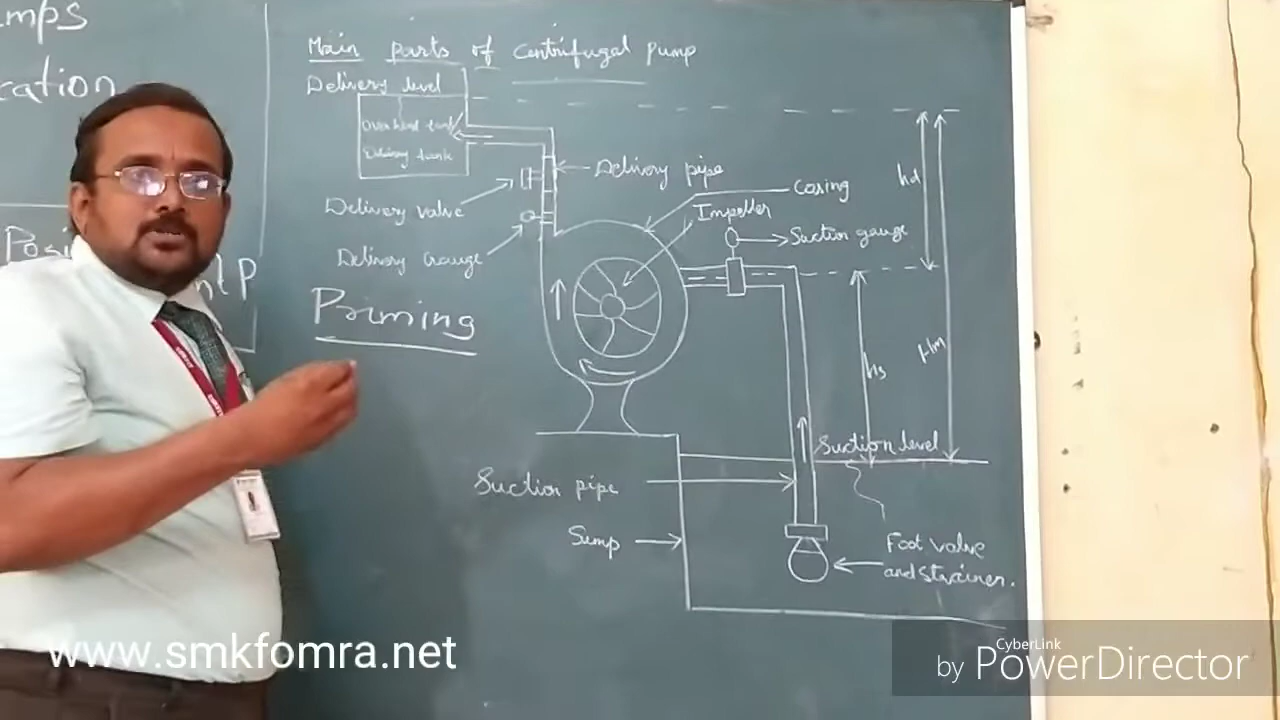 mps
cation
Posi
nt P
Main parts of Centrifugal pump
Delivery level
Over head tank
Delivery tank
Delivery pipe
Casing
Impeller
Delivery valve
Suction gauge
Delivery Gauge
Priming
hd
hs
Hm
Suction level
Suction pipe
Sump
Foot valve
and strainer.
www.smkfomra.net
CyberLink
by PowerDirector